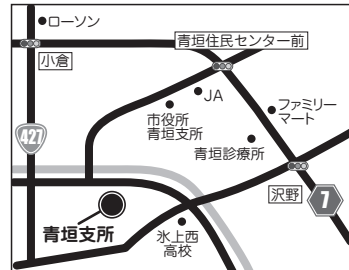 ローソン
青垣住民センター前
小倉
JA
ファミリー
マート
市役所
青垣支所
427
青垣診療所
沢野
7
青垣支所
氷上西
高校